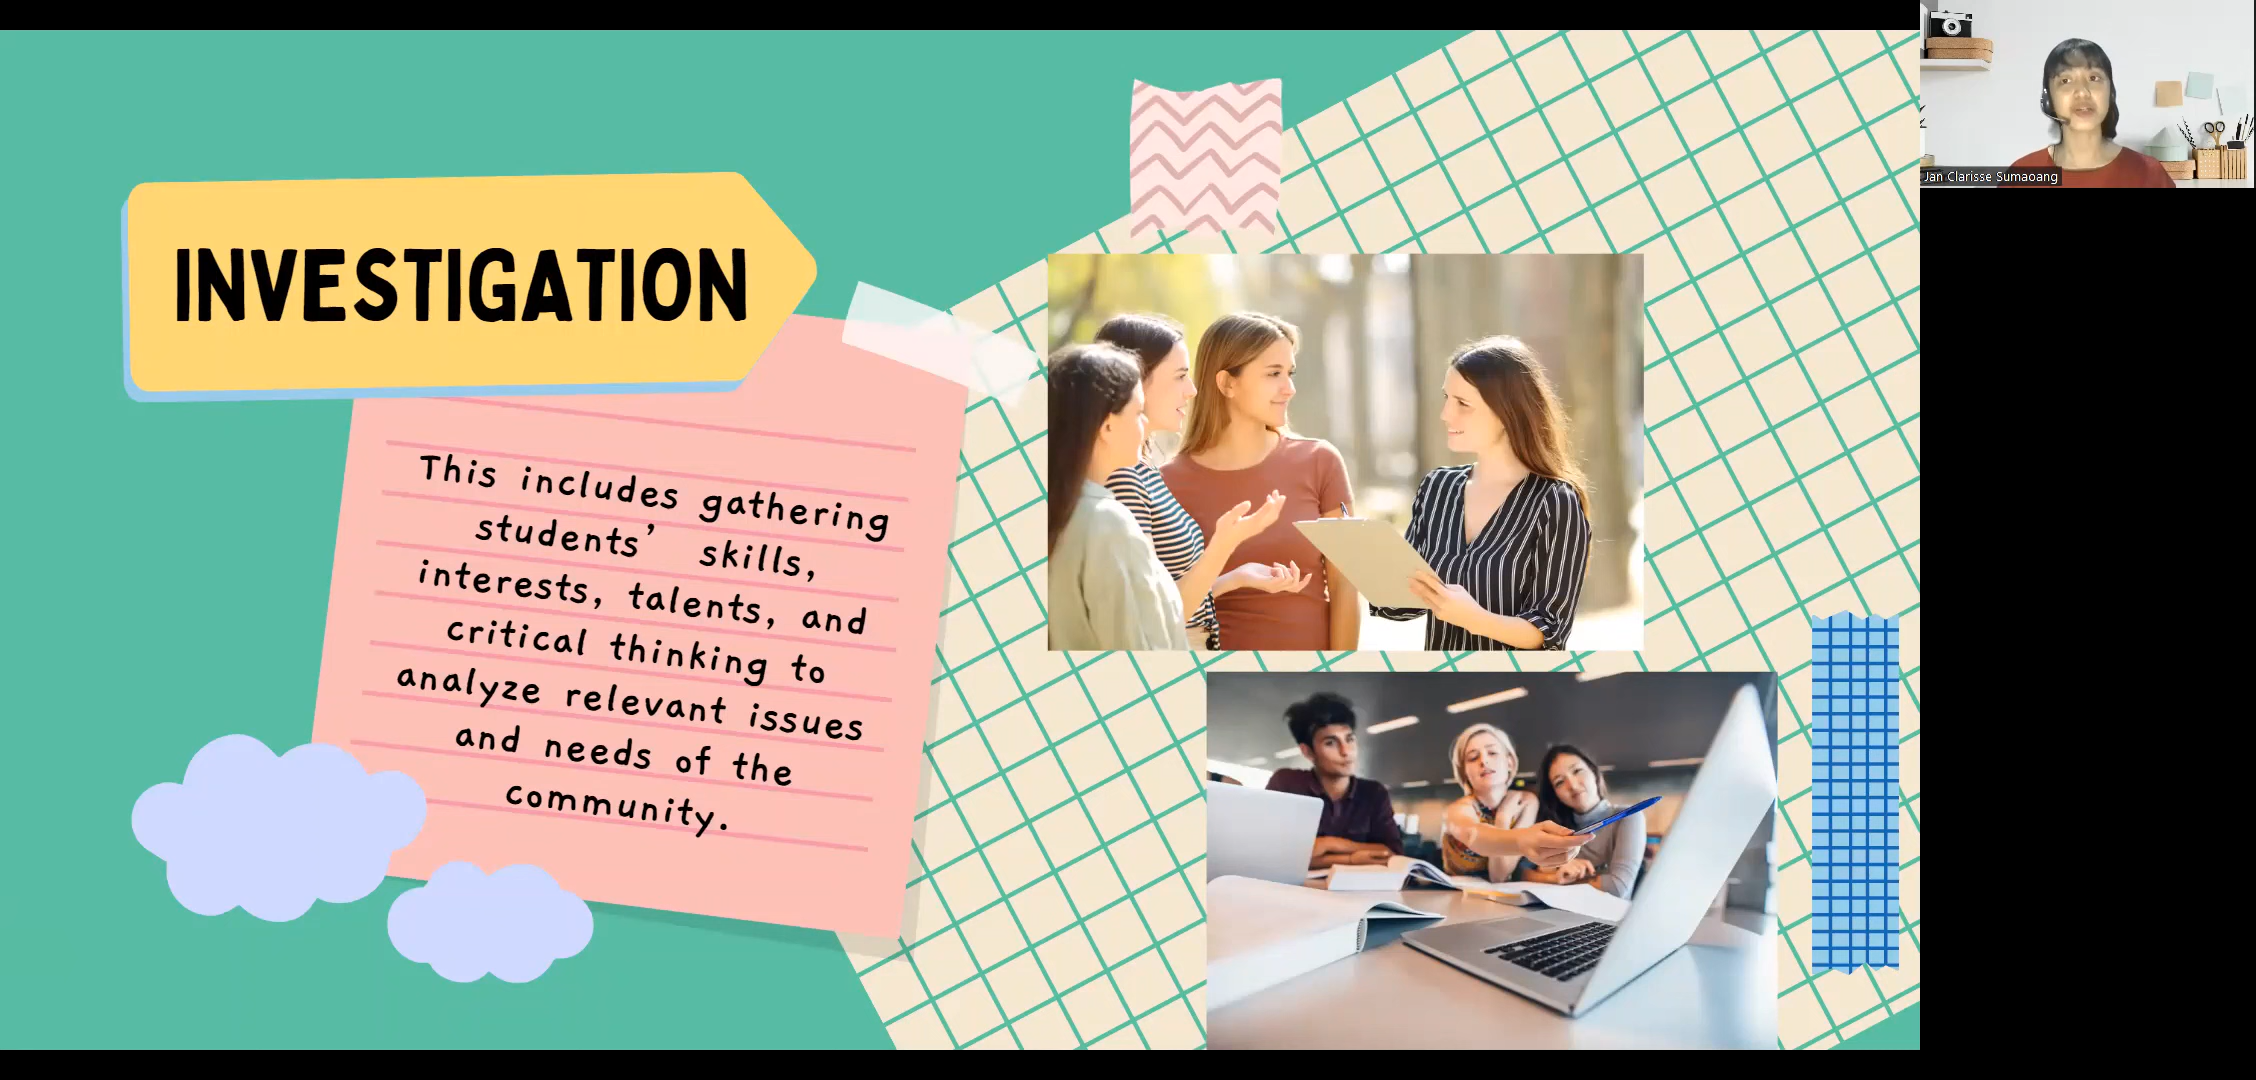 INVESTIGATION
This includes gathering
students’ skills,
interests, talents, and
critical thinking to
analyze relevant issues
and needs of the
community.
Jan Clarisse Sumaoang